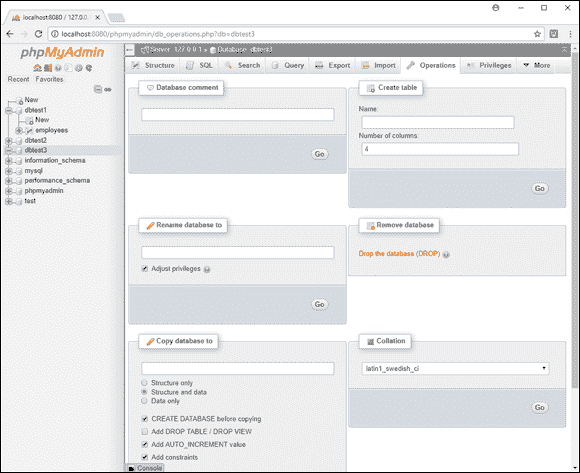 localhost:8080 / 127.0.0.1
localhost:8080/phpmyadmin/db_operations.php?db=dbtest3
phpMyAdmin
Recent Favorites
New
dbtest1
New
employees
dbtest2
dbtest3
information_schema
mysql
performance_schema
phpmyadmin
test
Server: 127.0.0.1 » Database: dbtest3
Structure SQL Search Query Export Import Operations Privileges More
Database comment
Go
Create table
Name:
Number of columns:
4
Go
Rename database to
Adjust privileges
Go
Remove database
Drop the database (DROP)
Copy database to
Structure only
Structure and data
Data only
CREATE DATABASE before copying
Add DROP TABLE / DROP VIEW
Add AUTO_INCREMENT value
Add constraints
Collation
latin1_swedish_ci
Go
Console